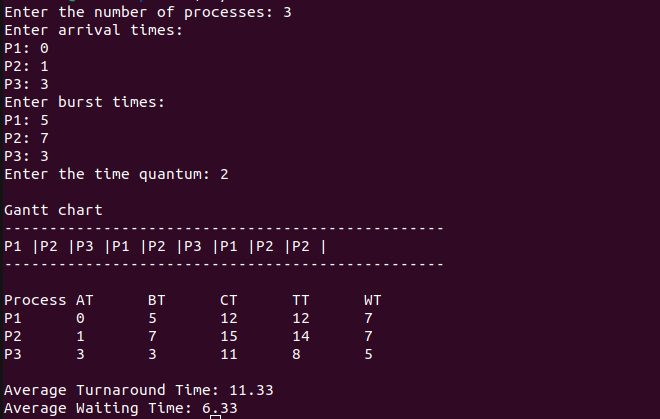 Enter the number of processes: 3
Enter arrival times:
P1: 0
P2: 1
P3: 3
Enter burst times:
P1: 5
P2: 7
P3: 3
Enter the time quantum: 2
Gantt chart
-------------------------------------------------
P1 |P2 |P3 |P1 |P2 |P3 |P1 |P2 |P2 |
-------------------------------------------------
Process AT      BT      CT      TT      WT
P1      0       5       12      12      7
P2      1       7       15      14      7
P3      3       3       11      8       5
Average Turnaround Time: 11.33
Average Waiting Time: 6.33